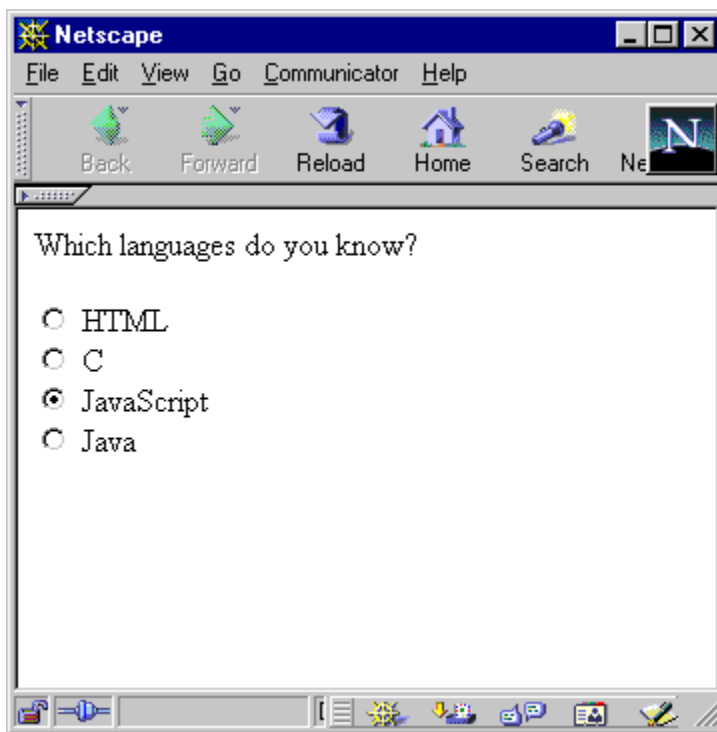 Netscape
File Edit View Go Communicator Help
Back Forward Reload Home Search Ne N
Which languages do you know?
HTML
C
JavaScript
Java